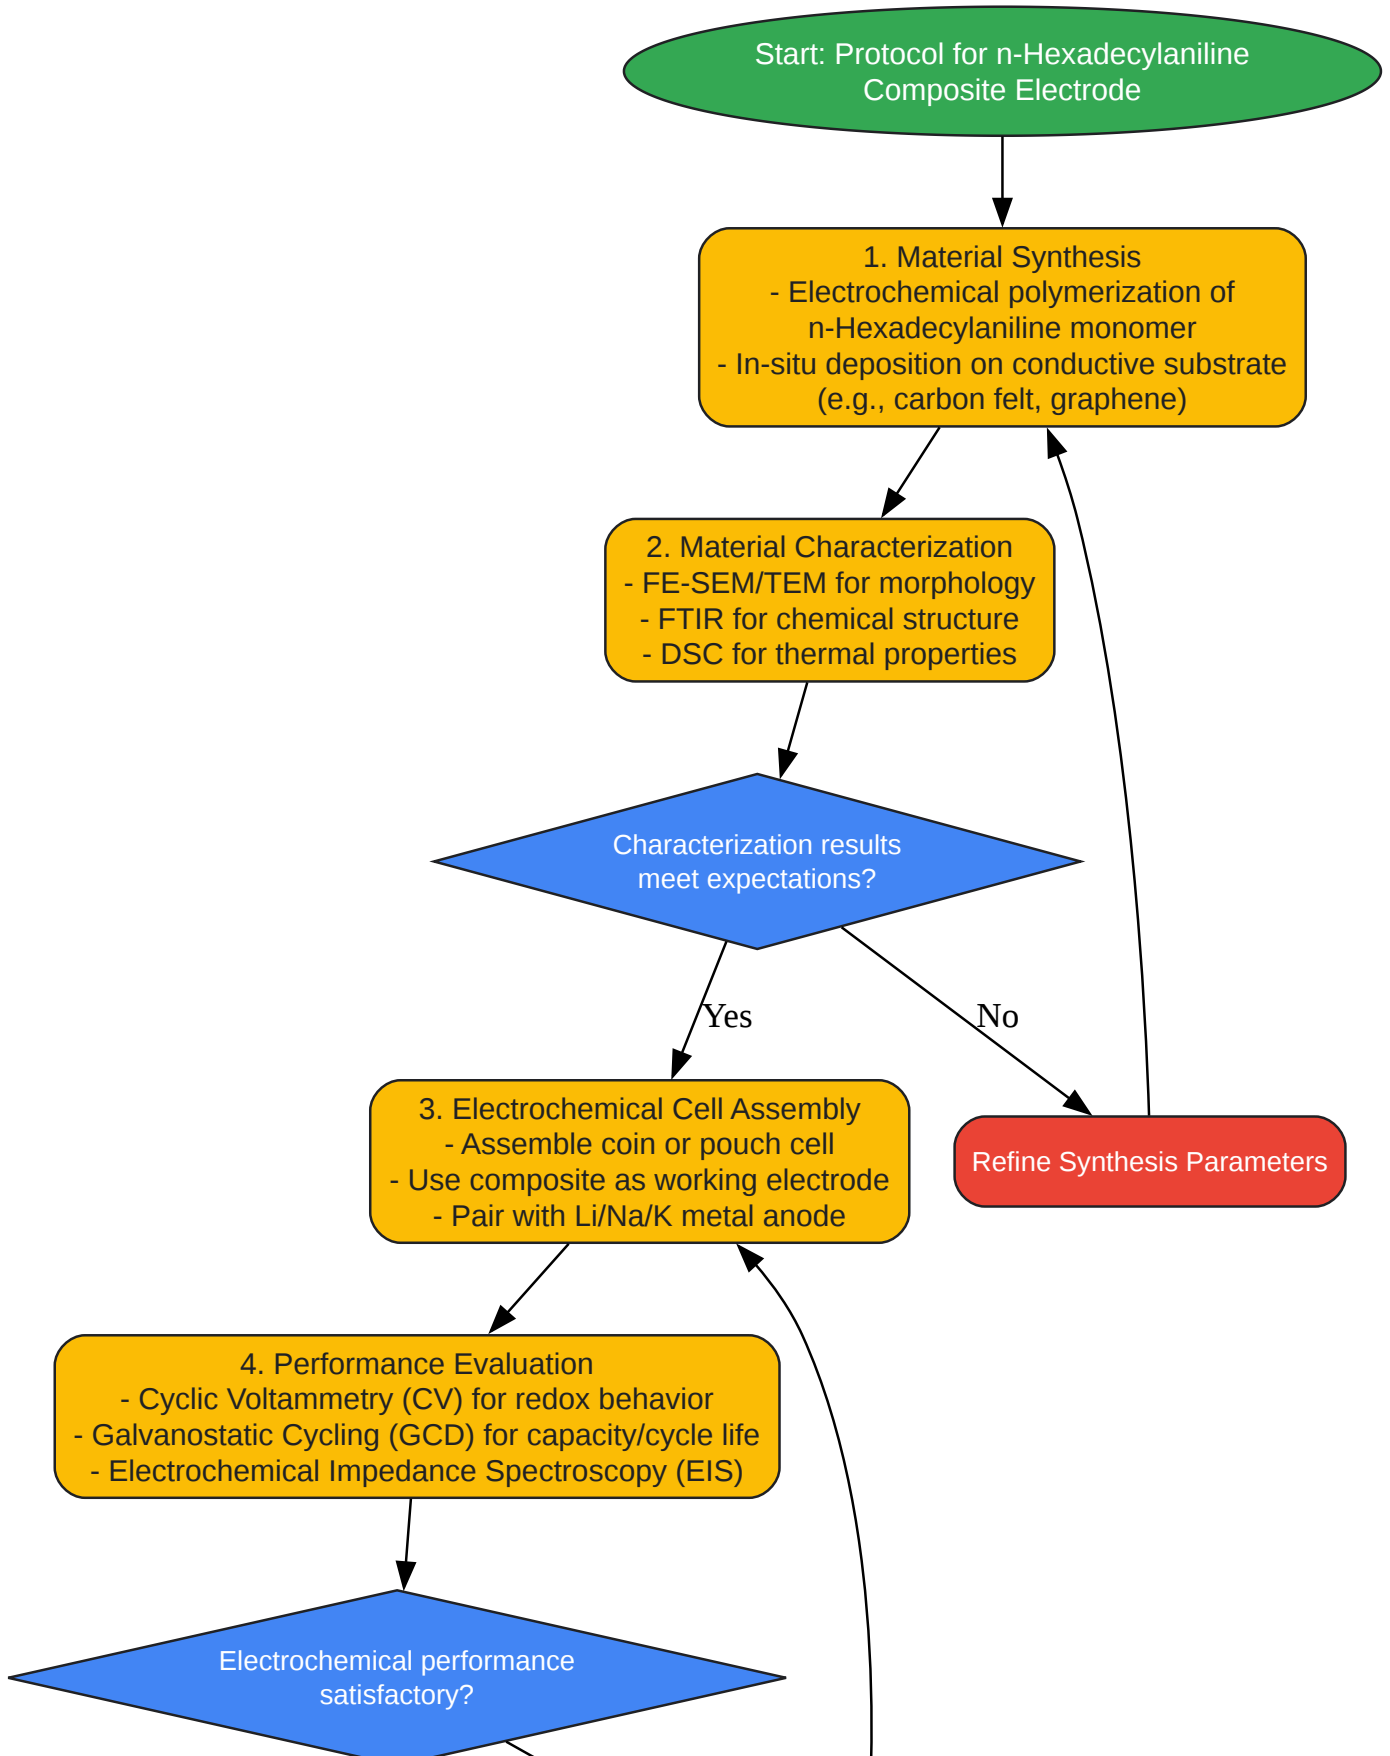 Start: Protocol for n-Hexadecylaniline
Composite Electrode
1. Material Synthesis
- Electrochemical polymerization of
n-Hexadecylaniline monomer
- In-situ deposition on conductive substrate
(e.g., carbon felt, graphene)
2. Material Characterization
- FE-SEM/TEM for morphology
- FTIR for chemical structure
- DSC for thermal properties
Characterization results
meet expectations?
Yes
No
3. Electrochemical Cell Assembly
- Assemble coin or pouch cell
- Use composite as working electrode
- Pair with Li/Na/K metal anode
Refine Synthesis Parameters
4. Performance Evaluation
- Cyclic Voltammetry (CV) for redox behavior
- Galvanostatic Cycling (GCD) for capacity/cycle life
- Electrochemical Impedance Spectroscopy (EIS)
Electrochemical performance
satisfactory?